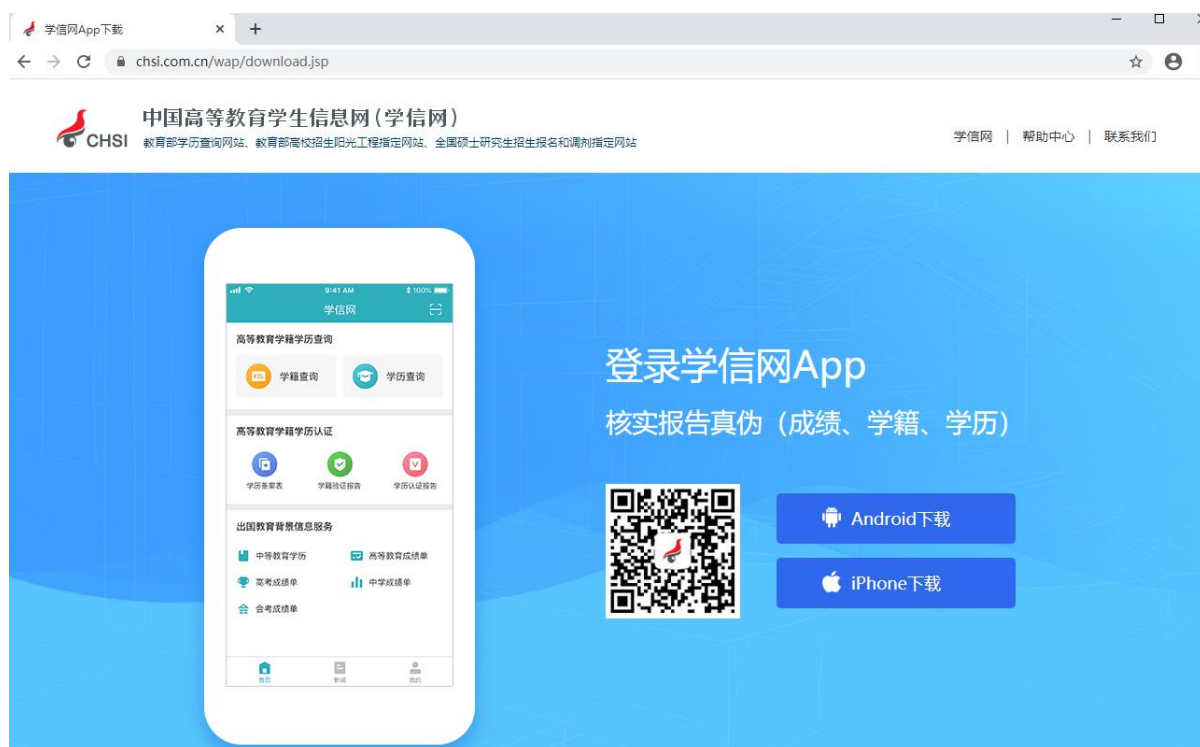 学信网App下载
chsi.com.cn/wap/download.jsp
CHSI
中国高等教育学生信息网(学信网)
教育部学历查询网站、教育部高校招生阳光工程指定网站、全国硕士研究生招生报名和调剂指定网站
学信网 | 帮助中心 | 联系我们
9:41 AM 100%
学信网
高等教育学籍学历查询
学籍查询 学历查询
高等教育学籍学历认证
学历备案表 学籍验证报告 学历认证报告
出国教育背景信息服务
中等教育学历 高等教育成绩单
高考成绩单 中学成绩单
会 会考成绩单
首页 新闻 我的
登录学信网App
核实报告真伪（成绩、学籍、学历）
Android下载
iPhone下载